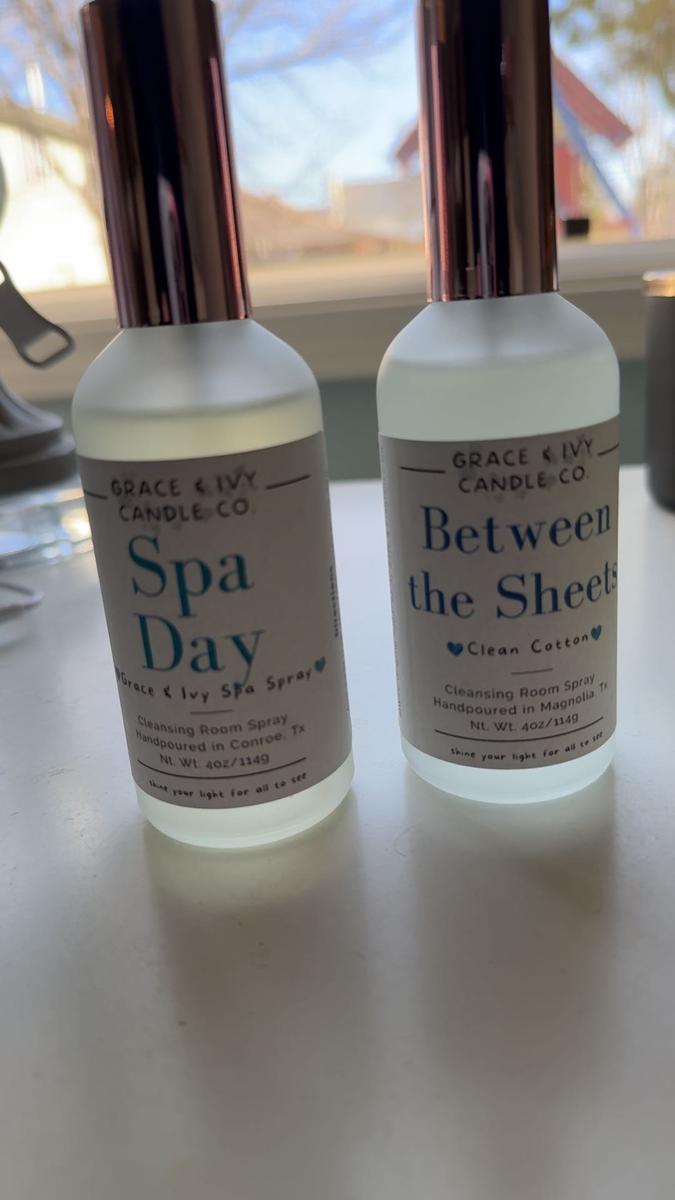 GRACE & IVY
CANDLE CO.
Spa
Day
Grace & Ivy Spa Spray
Cleansing Room Spray
Handpoured in Conroe, Tx
Nt. Wt. 4oz/114g
shine your light for all to see
Directions
GRACE & IVY
CANDLE CO.
Between
the Sheets
Clean Cotton
Cleansing Room Spray
Handpoured in Magnolia, Tx
Nt. Wt. 4oz/114g
shine your light for all to see